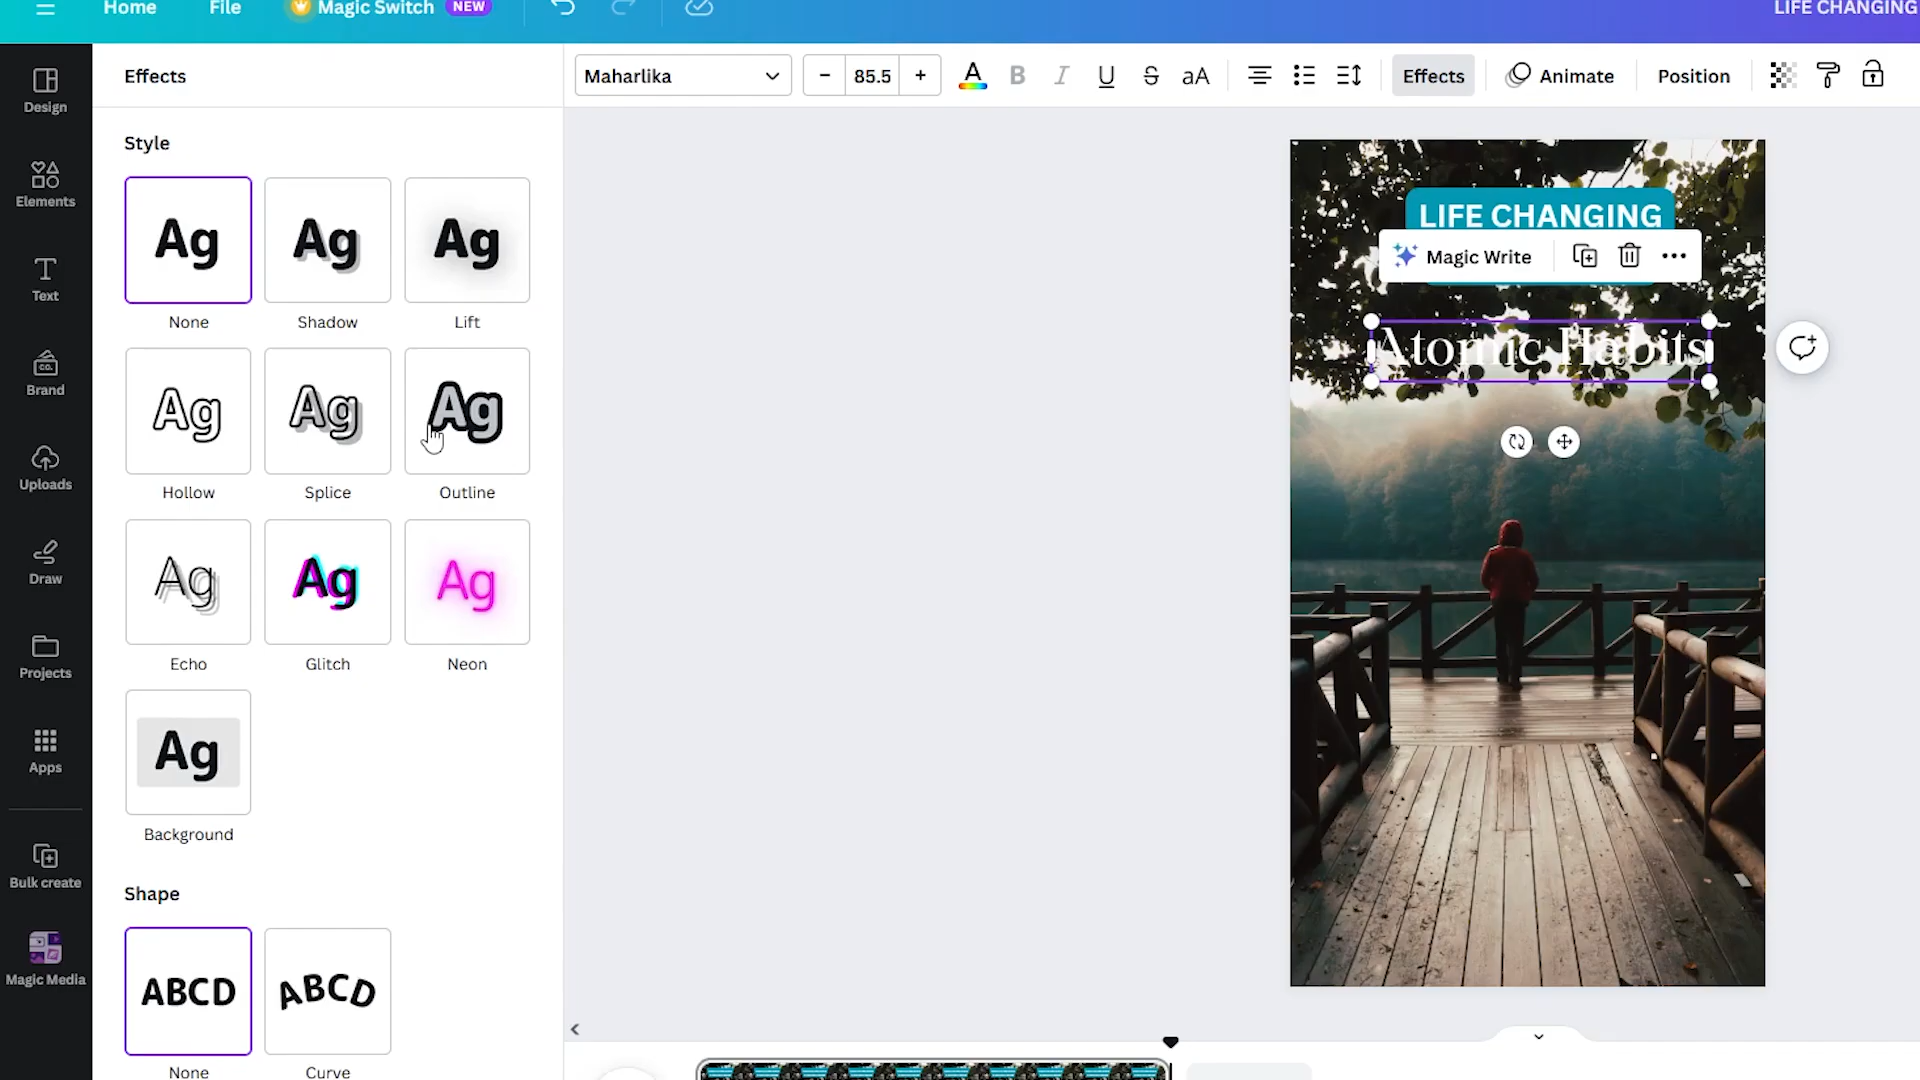 Home File Magic Switch NEW LIFE CHANGING
Effects Maharlika 85.5 A B I U S aA Effects Animate Position
Design
Elements
Text
Brand
CO.
Uploads
Draw
Projects
Apps
Bulk create
Magic Media
Style
Ag Ag Ag
None Shadow Lift
Ag Ag Ag
Hollow Splice Outline
Ag Ag Ag
Echo Glitch Neon
Ag
Background
Shape
ABCD ABCD
None Curve
LIFE CHANGING
Magic Write
Atomic Habits